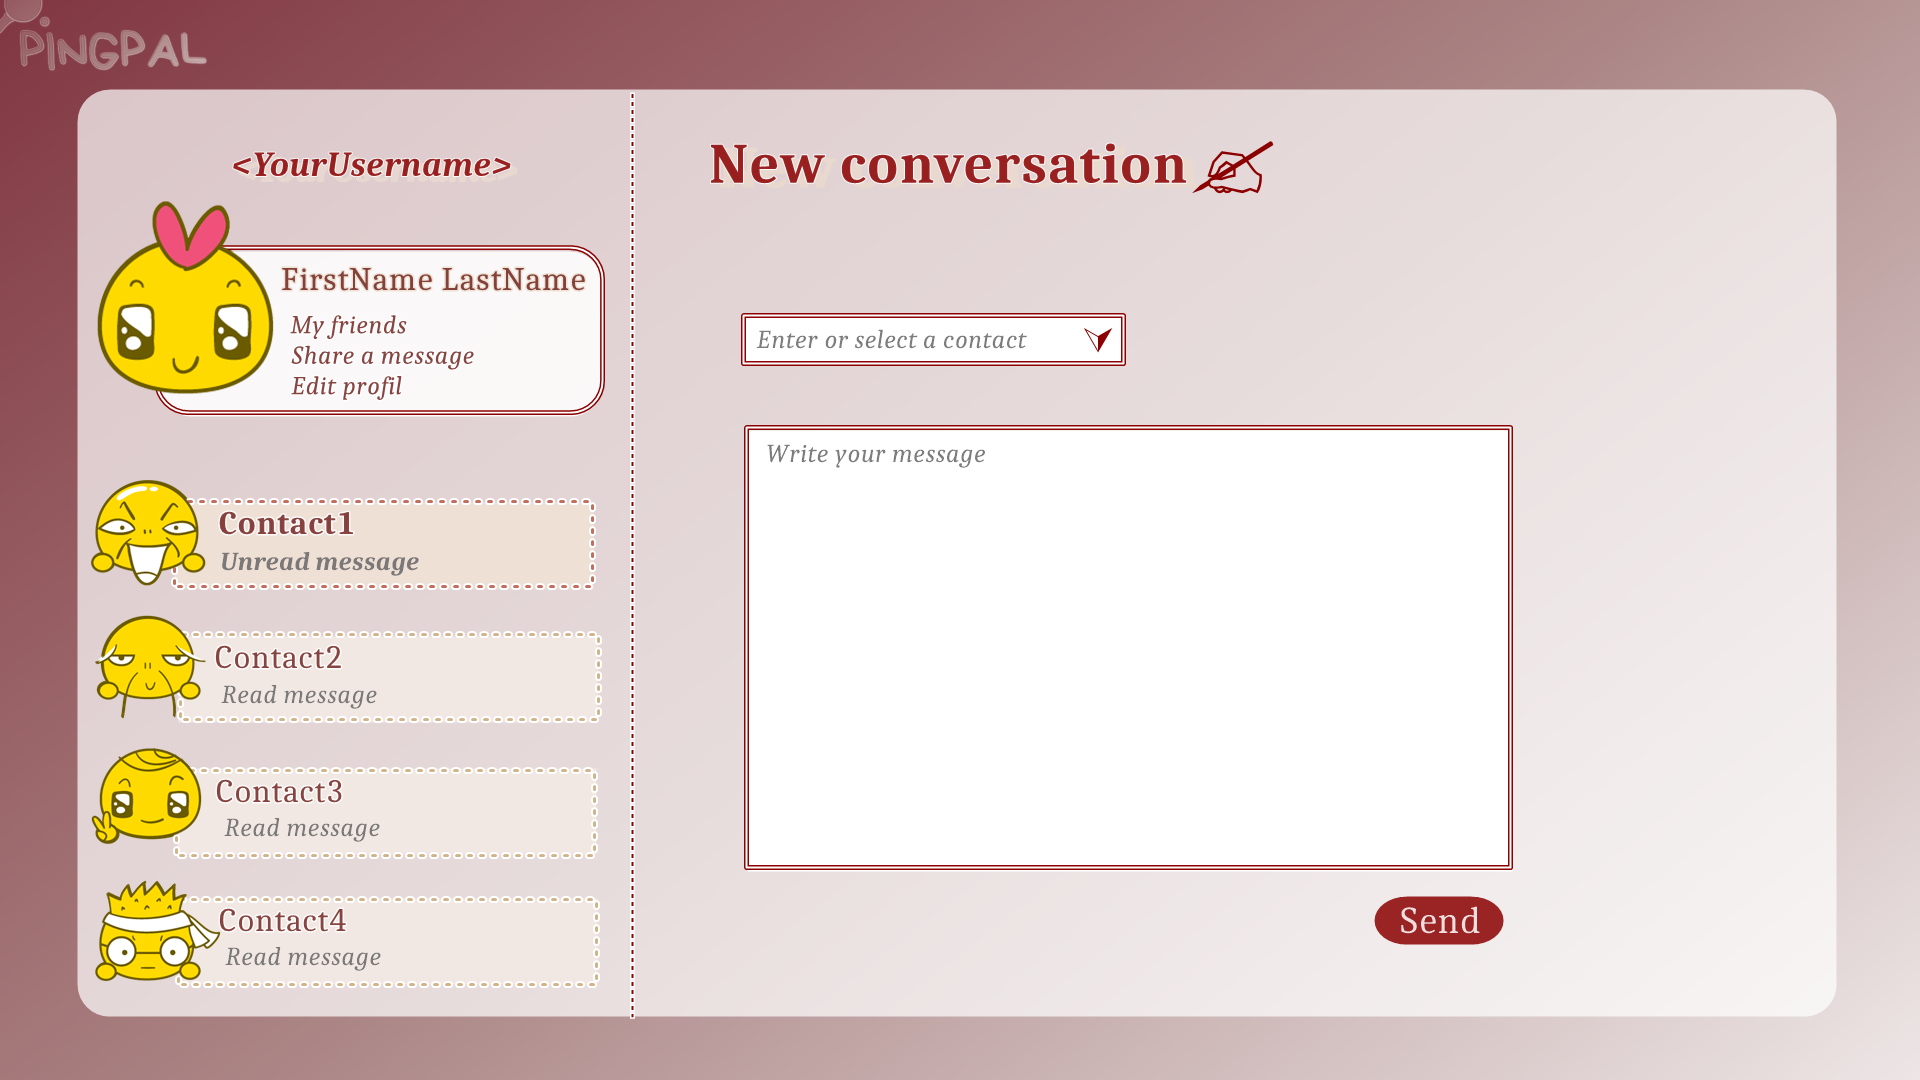 PINGPAL
<YourUsername>
FirstName LastName
My friends
Share a message
Edit profil
Contact1
Unread message
Contact2
Read message
Contact3
Read message
Contact4
Read message
New conversation
Enter or select a contact
Write your message
Send